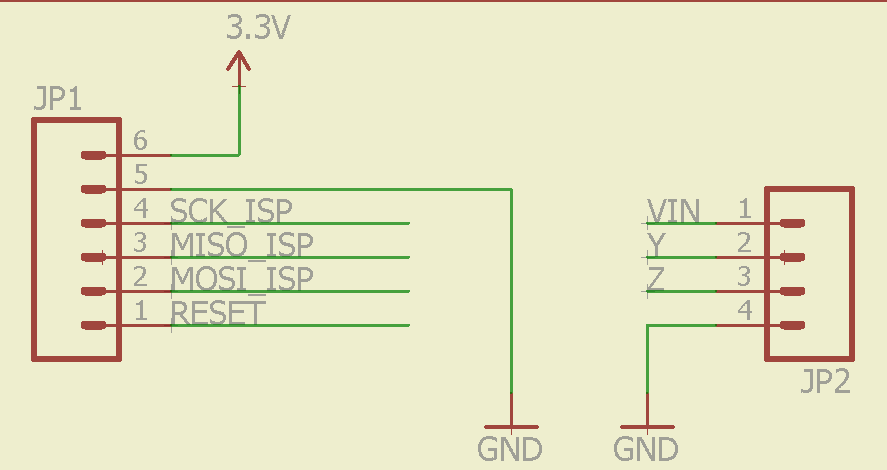 3.3V
JP1
6
5
4 SCK_ISP
3 MISO_ISP
2 MOSI_ISP
1 RESET
GND
VIN 1
Y 2
Z 3
4
JP2
GND